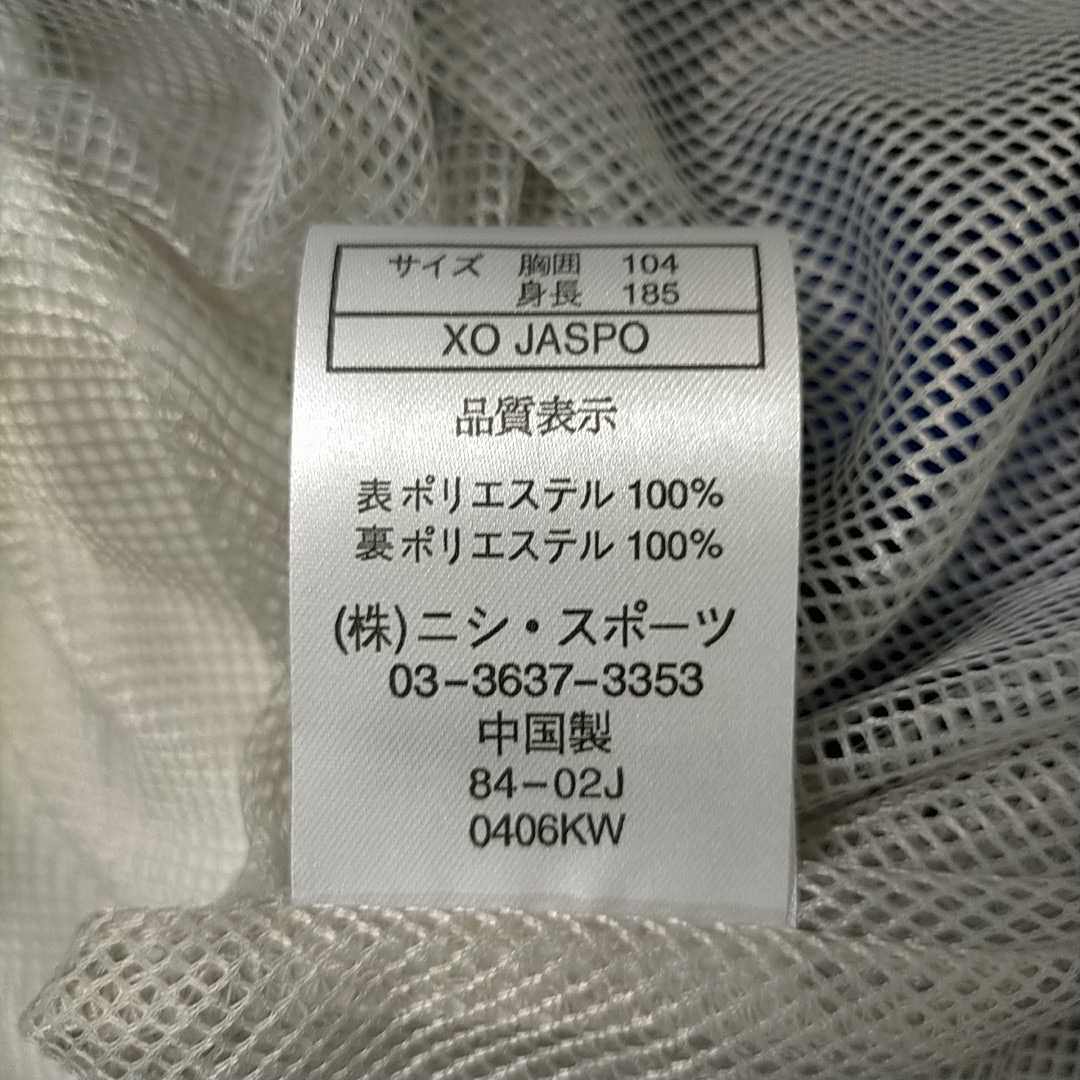 サイズ 胸囲 104
身長 185
XO JASPO
品質表示
表ポリエステル 100%
裏ポリエステル 100%
(株)ニシ・スポーツ
03-3637-3353
中国製
84-02J
0406KW